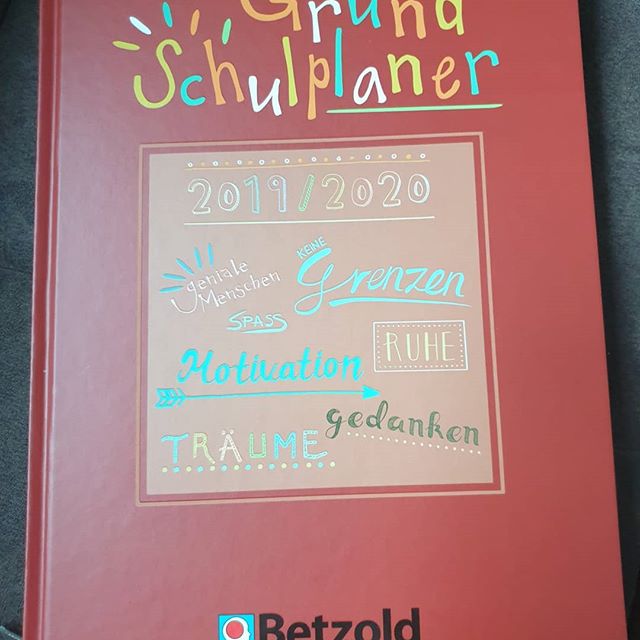 Grund
Schulplaner
2019/2020
geniale
Menschen
KEINE
Grenzen
SPASS
RUHE
Motivation
gedanken
TRÄUME
Betzold